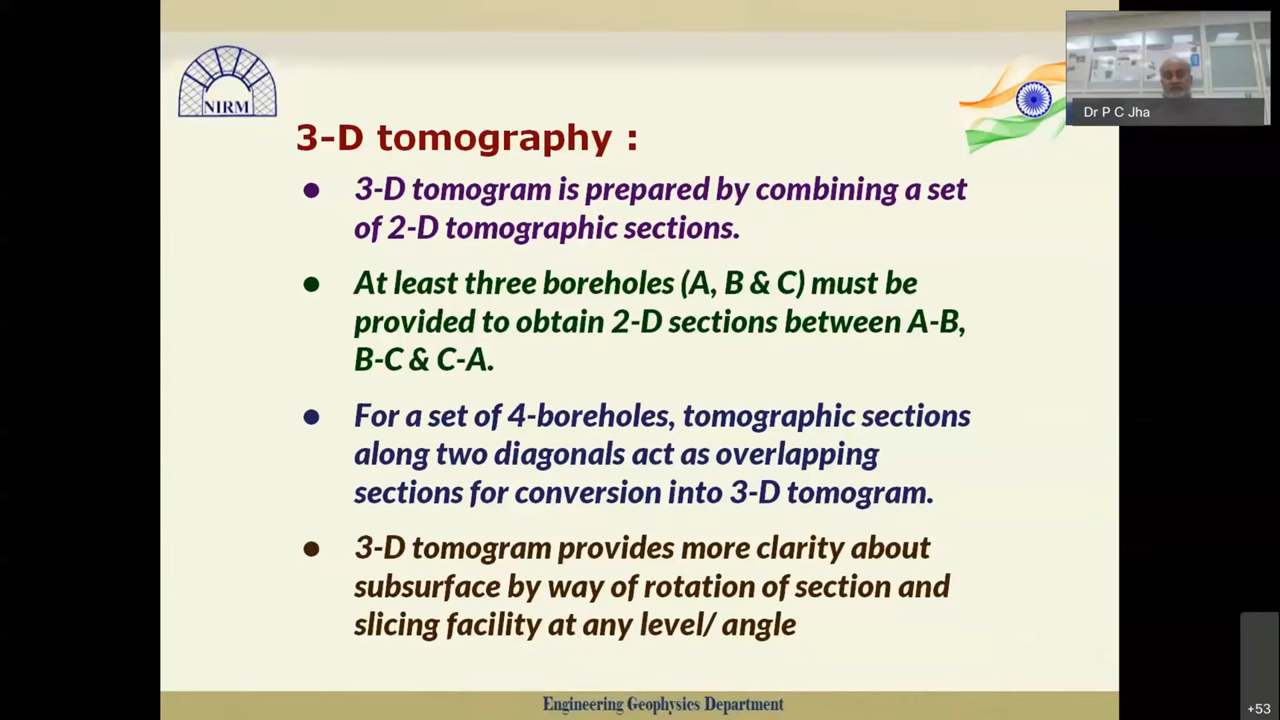 NIRM
Dr P C Jha
3-D tomography :
● 3-D tomogram is prepared by combining a set
of 2-D tomographic sections.
● At least three boreholes (A, B & C) must be
provided to obtain 2-D sections between A-B,
B-C & C-A.
● For a set of 4-boreholes, tomographic sections
along two diagonals act as overlapping
sections for conversion into 3-D tomogram.
● 3-D tomogram provides more clarity about
subsurface by way of rotation of section and
slicing facility at any level/ angle
Engineering Geophysics Department
+53